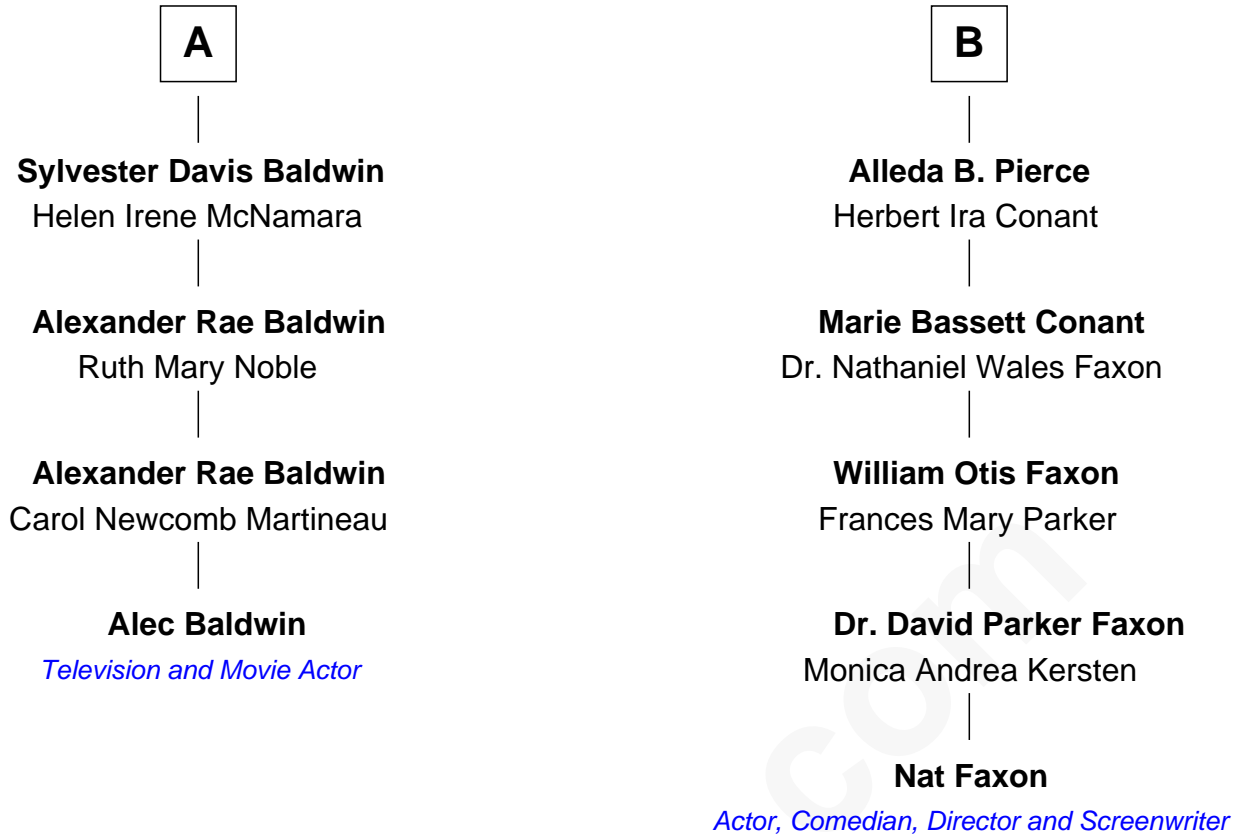 A
Sylvester Davis Baldwin
Helen Irene McNamara
Alexander Rae Baldwin
Ruth Mary Noble
Alexander Rae Baldwin
Carol Newcomb Martineau
Alec Baldwin
Television and Movie Actor
B
Alleda B. Pierce
Herbert Ira Conant
Marie Bassett Conant
Dr. Nathaniel Wales Faxon
William Otis Faxon
Frances Mary Parker
Dr. David Parker Faxon
Monica Andrea Kersten
Nat Faxon
Actor, Comedian, Director and Screenwriter
com